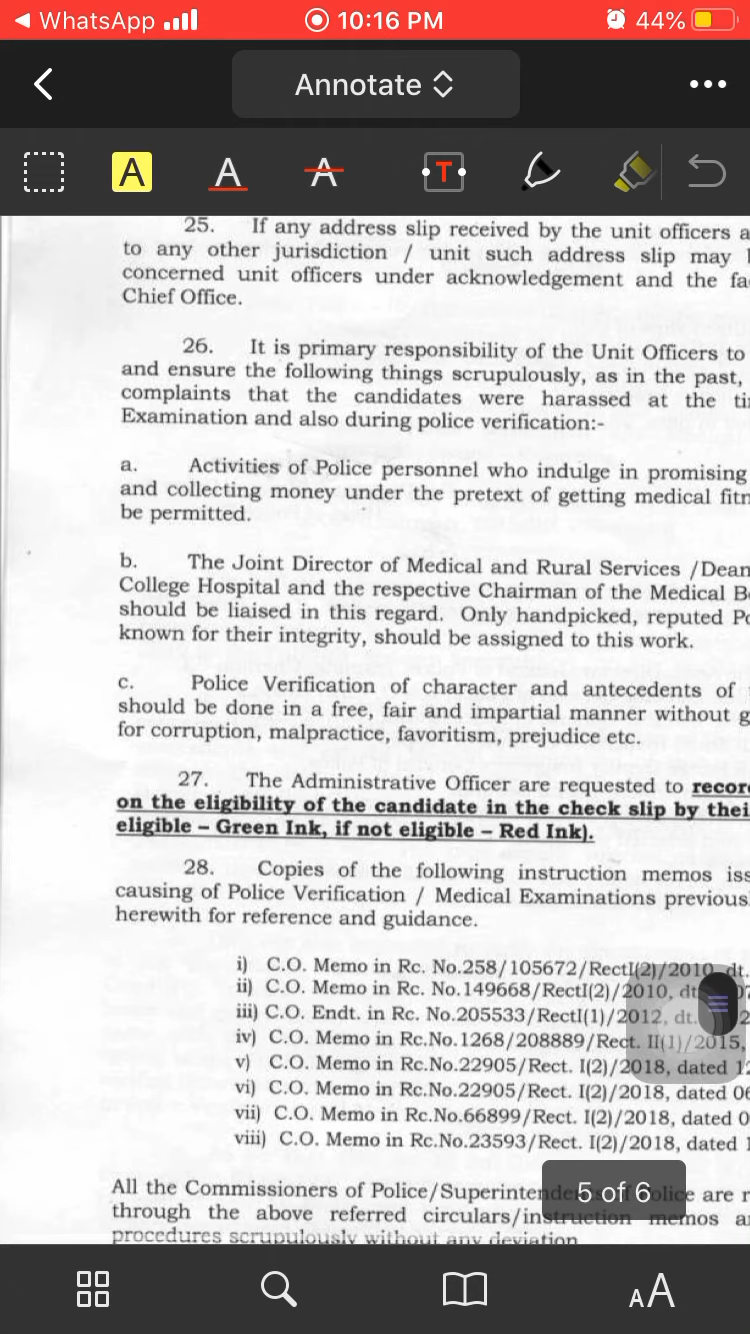 WhatsApp 10:16 PM 44%
Annotate
A A A T
25. If any address slip received by the unit officers a
to any other jurisdiction / unit such address slip may
concerned unit officers under acknowledgement and the fa
Chief Office.
26. It is primary responsibility of the Unit Officers to
and ensure the following things scrupulously, as in the past,
complaints that the candidates were harassed at the ti
Examination and also during police verification:-
a. Activities of Police personnel who indulge in promising
and collecting money under the pretext of getting medical fitn
be permitted.
b. The Joint Director of Medical and Rural Services /Dean
College Hospital and the respective Chairman of the Medical B
should be liaised in this regard. Only handpicked, reputed Po
known for their integrity, should be assigned to this work.
c. Police Verification of character and antecedents of
should be done in a free, fair and impartial manner without g
for corruption, malpractice, favoritism, prejudice etc.
27. The Administrative Officer are requested to recor
on the eligibility of the candidate in the check slip by thei
eligible – Green Ink, if not eligible – Red Ink).
28. Copies of the following instruction memos iss
causing of Police Verification / Medical Examinations previous
herewith for reference and guidance.
i) C.O. Memo in Rc. No.258/105672/RectI(2)/2010, dt.
ii) C.O. Memo in Rc. No.149668/RectI(2)/2010, dt
iii) C.O. Endt. in Rc. No.205533/RectI(1)/2012, dt.
iv) C.O. Memo in Rc.No.1268/208889/Rect. II(1)/2015,
v) C.O. Memo in Rc.No.22905/Rect. I(2)/2018, dated 1
vi) C.O. Memo in Rc.No.22905/Rect. I(2)/2018, dated 0
vii) C.O. Memo in Rc.No.66899/Rect. I(2)/2018, dated 0
viii) C.O. Memo in Rc.No.23593/Rect. I(2)/2018, dated 1
5 of 6
All the Commissioners of Police/Superintendents of Police are r
through the above referred circulars/instruction memos a
procedures scrupulously without any deviation
AA